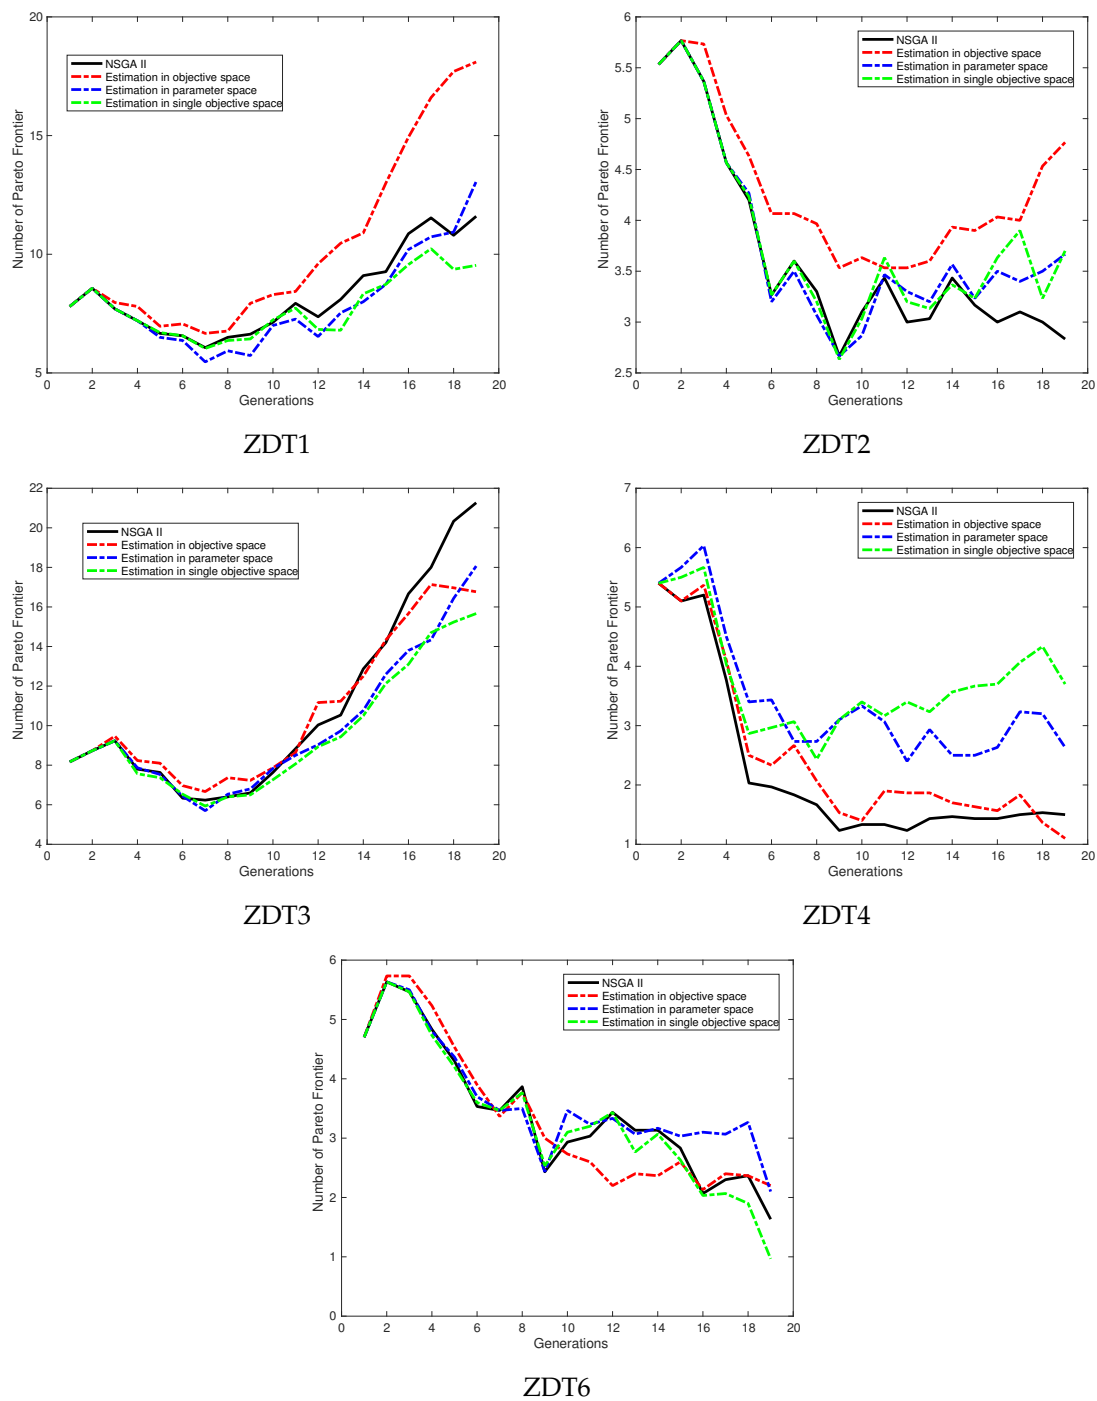 20
15
10
5
Number of Pareto Frontier
NSGA II
Estimation in objective space
Estimation in parameter space
Estimation in single objective space
0 2 4 6 8 10 12 14 16 18 20
Generations
ZDT1
6
5.5
5
4.5
4
3.5
3
2.5
Number of Pareto Frontier
NSGA II
Estimation in objective space
Estimation in parameter space
Estimation in single objective space
0 2 4 6 8 10 12 14 16 18 20
Generations
ZDT2
22
20
18
16
14
12
10
8
6
4
Number of Pareto Frontier
NSGA II
Estimation in objective space
Estimation in parameter space
Estimation in single objective space
0 2 4 6 8 10 12 14 16 18 20
Generations
ZDT3
7
6
5
4
3
2
1
Number of Pareto Frontier
NSGA II
Estimation in objective space
Estimation in parameter space
Estimation in single objective space
0 2 4 6 8 10 12 14 16 18 20
Generations
ZDT4
6
5
4
3
2
1
0
Number of Pareto Frontier
NSGA II
Estimation in objective space
Estimation in parameter space
Estimation in single objective space
0 2 4 6 8 10 12 14 16 18 20
Generations
ZDT6